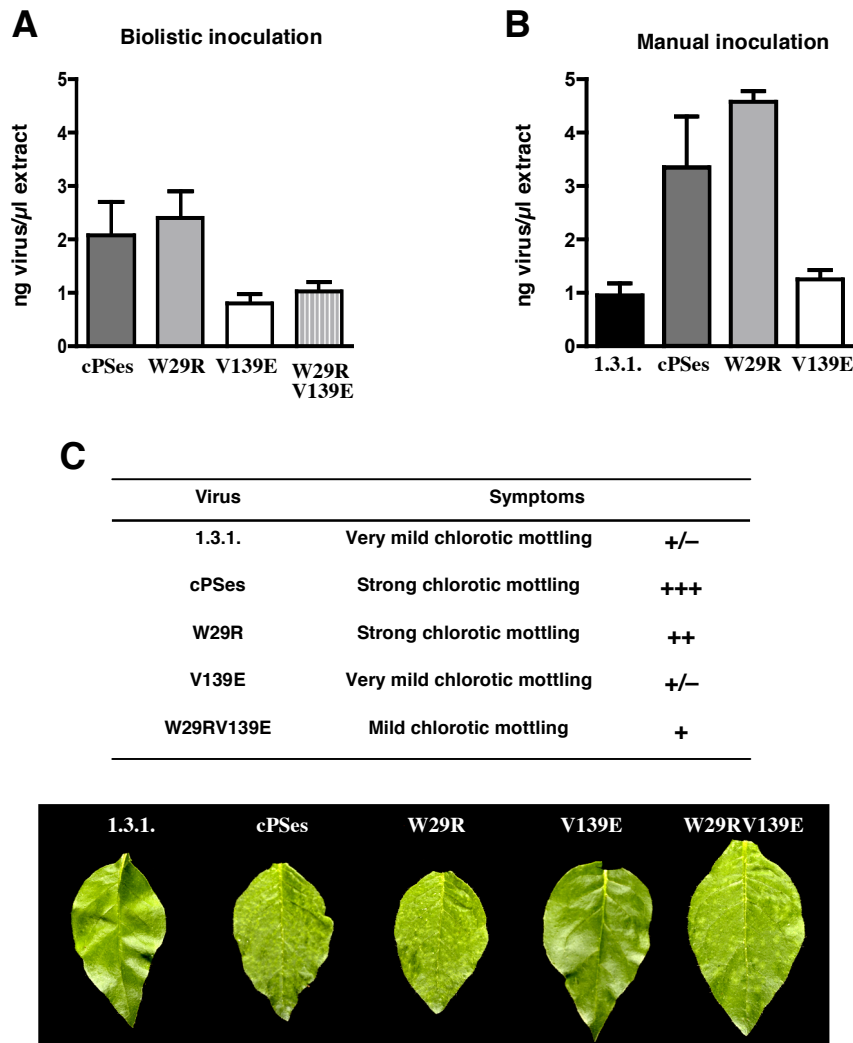 A
Biolistic inoculation
ng virus/µl extract
5
4
3
2
1
0
cPSes W29R V139E W29R V139E
B
Manual inoculation
ng virus/µl extract
5
4
3
2
1
0
1.3.1. cPSes W29R V139E
C
Virus Symptoms
1.3.1. Very mild chlorotic mottling +/−
cPSes Strong chlorotic mottling +++
W29R Strong chlorotic mottling ++
V139E Very mild chlorotic mottling +/−
W29RV139E Mild chlorotic mottling +
1.3.1. cPSes W29R V139E W29RV139E